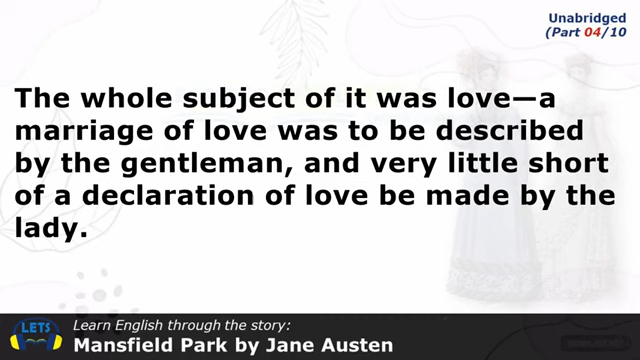 Unabridged
(Part 04/10
The whole subject of it was love—a
marriage of love was to be described
by the gentleman, and very little short
of a declaration of love be made by the
lady.
LETS
Learn English through the story:
Mansfield Park by Jane Austen